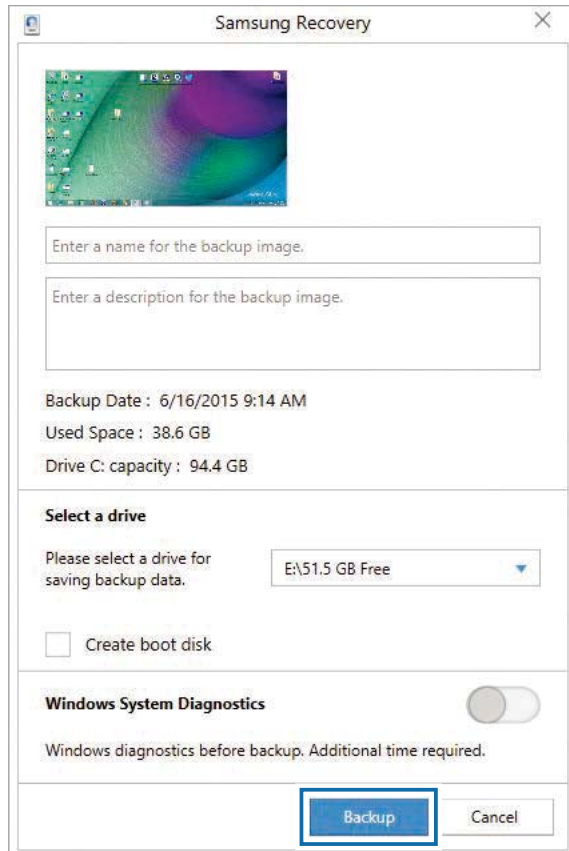 Samsung Recovery
Enter a name for the backup image.
Enter a description for the backup image.
Backup Date : 6/16/2015 9:14 AM
Used Space : 38.6 GB
Drive C: capacity : 94.4 GB
Select a drive
Please select a drive for
saving backup data.
E:\51.5 GB Free
Create boot disk
Windows System Diagnostics
Windows diagnostics before backup. Additional time required.
Backup
Cancel